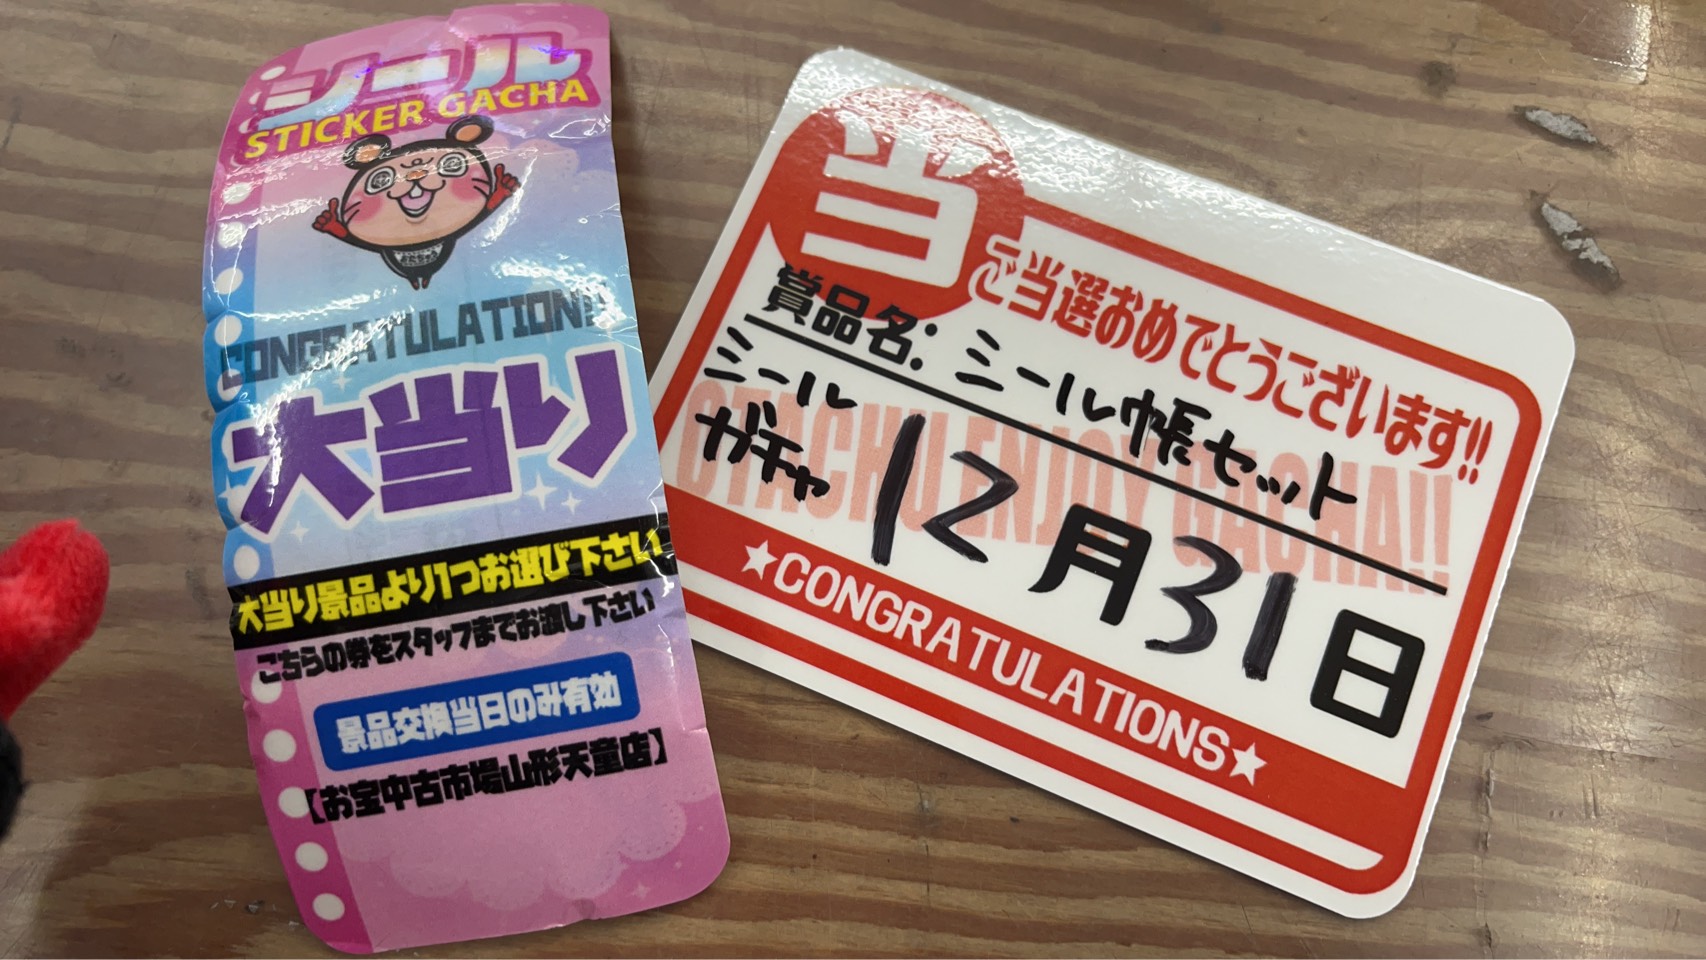 シール
STICKER GACHA
CONGRATULATION!!
大当り
大当り景品より1つお選び下さい
こちらの券をスタッフまでお渡し下さい
景品交換当日のみ有効
【お宝中古市場山形天童店】
当
ご当選おめでとうございます!!
賞品名: シール帳セット
シール
ガチャ
OTACHU ENJOY GACHA!!
12月31日
★CONGRATULATIONS★